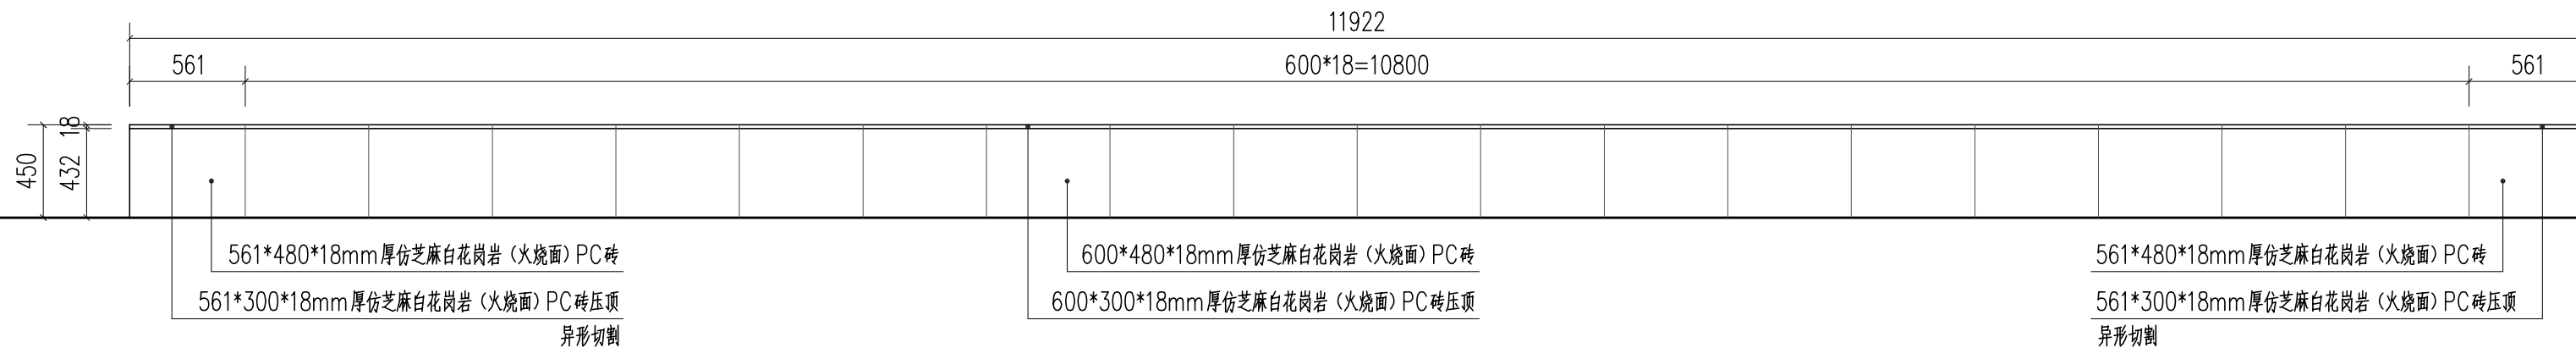 11922
561
600*18=10800
561
18
450
432
561*480*18mm厚仿芝麻白花岗岩（火烧面）PC砖
600*480*18mm厚仿芝麻白花岗岩（火烧面）PC砖
561*480*18mm厚仿芝麻白花岗岩（火烧面）PC砖
561*300*18mm厚仿芝麻白花岗岩（火烧面）PC砖压顶
600*300*18mm厚仿芝麻白花岗岩（火烧面）PC砖压顶
561*300*18mm厚仿芝麻白花岗岩（火烧面）PC砖压顶
异形切割
异形切割